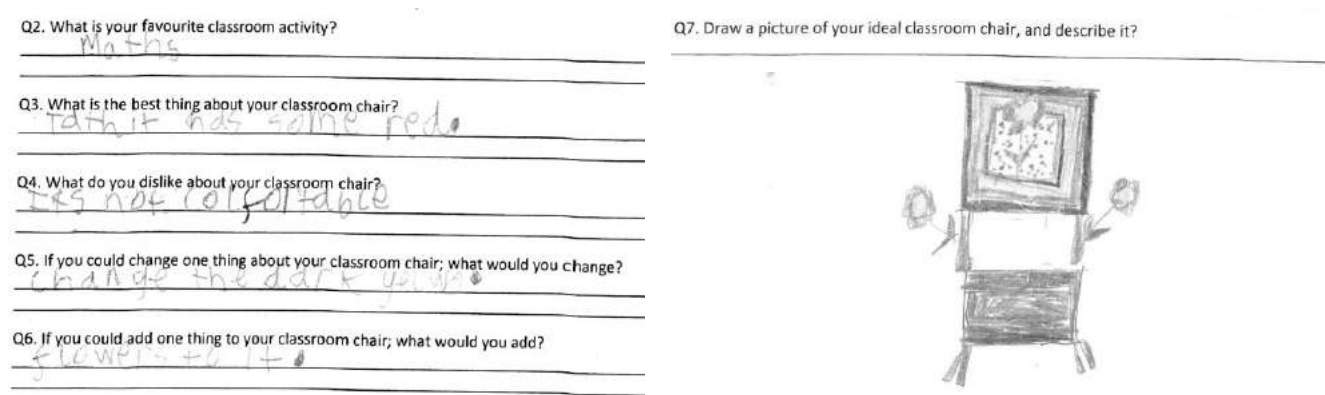 Q2. What is your favourite classroom activity?
Maths
Q3. What is the best thing about your classroom chair?
it has some red.
Q4. What do you dislike about your classroom chair?
Its not
Q5. If you could change one thing about your classroom chair; what would you change?
change the dark
Q6. If you could add one thing to your classroom chair; what would you add?
flowers to it.
Q7. Draw a picture of your ideal classroom chair, and describe it?